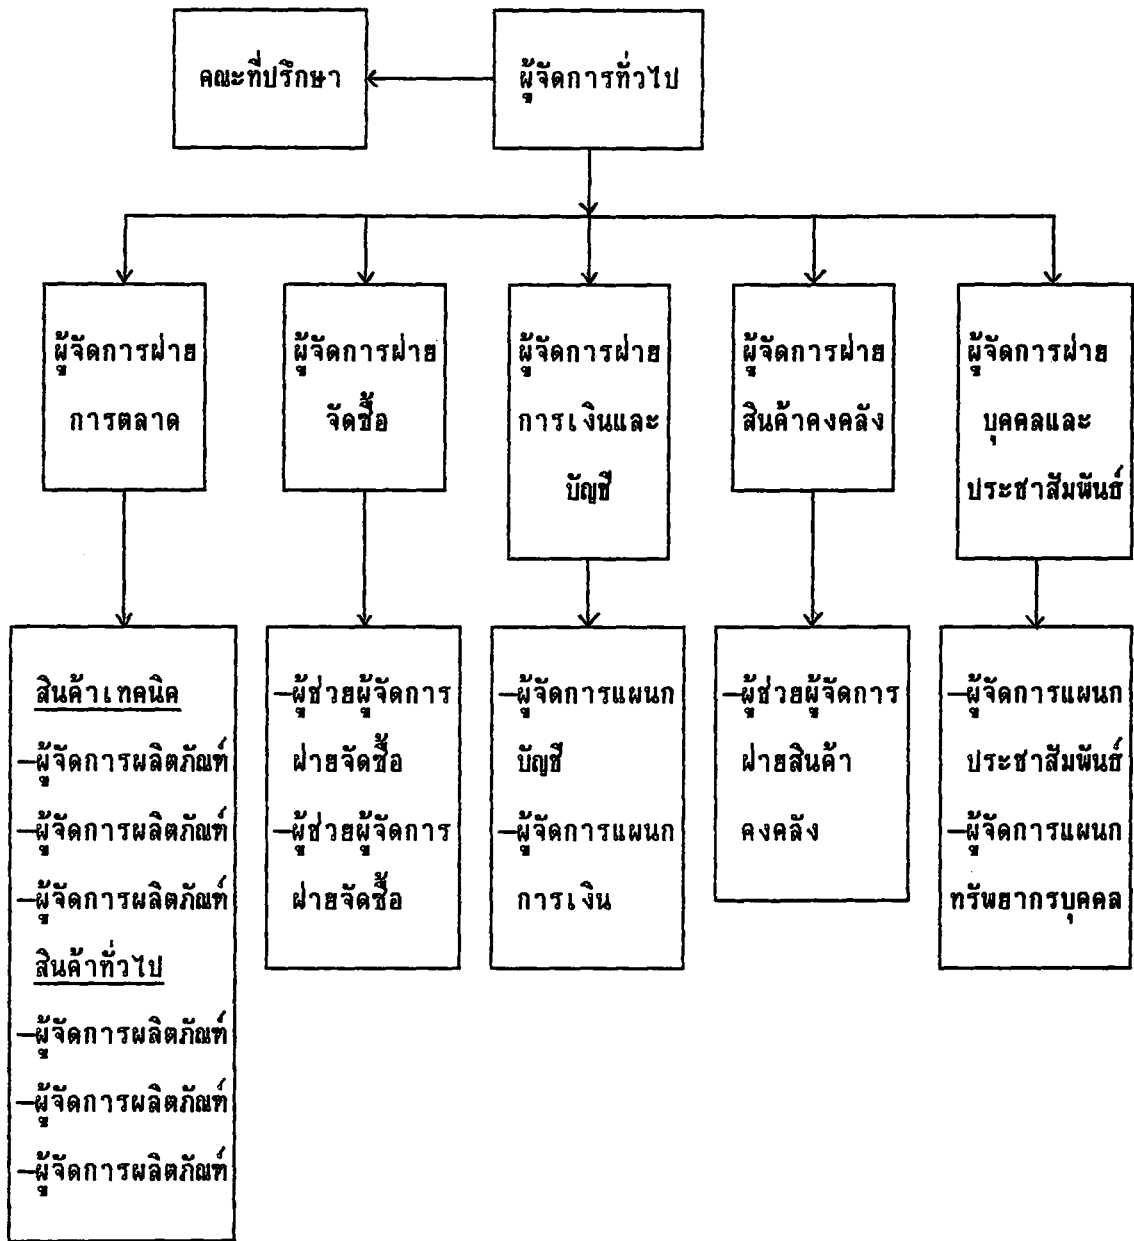 คณะที่ปรึกษา
ผู้จัดการทั่วไป
ผู้จัดการฝ่าย
การตลาด
ผู้จัดการฝ่าย
จัดซื้อ
ผู้จัดการฝ่าย
การเงินและ
บัญชี
ผู้จัดการฝ่าย
สินค้าคงคลัง
ผู้จัดการฝ่าย
บุคคลและ
ประชาสัมพันธ์
สินค้าเทคนิค
-ผู้จัดการผลิตภัณฑ์
-ผู้จัดการผลิตภัณฑ์
-ผู้จัดการผลิตภัณฑ์
สินค้าทั่วไป
-ผู้จัดการผลิตภัณฑ์
-ผู้จัดการผลิตภัณฑ์
-ผู้จัดการผลิตภัณฑ์
-ผู้ช่วยผู้จัดการ
ฝ่ายจัดซื้อ
-ผู้ช่วยผู้จัดการ
ฝ่ายจัดซื้อ
-ผู้จัดการแผนก
บัญชี
-ผู้จัดการแผนก
การเงิน
-ผู้ช่วยผู้จัดการ
ฝ่ายสินค้า
คงคลัง
-ผู้จัดการแผนก
ประชาสัมพันธ์
-ผู้จัดการแผนก
ทรัพยากรบุคคล